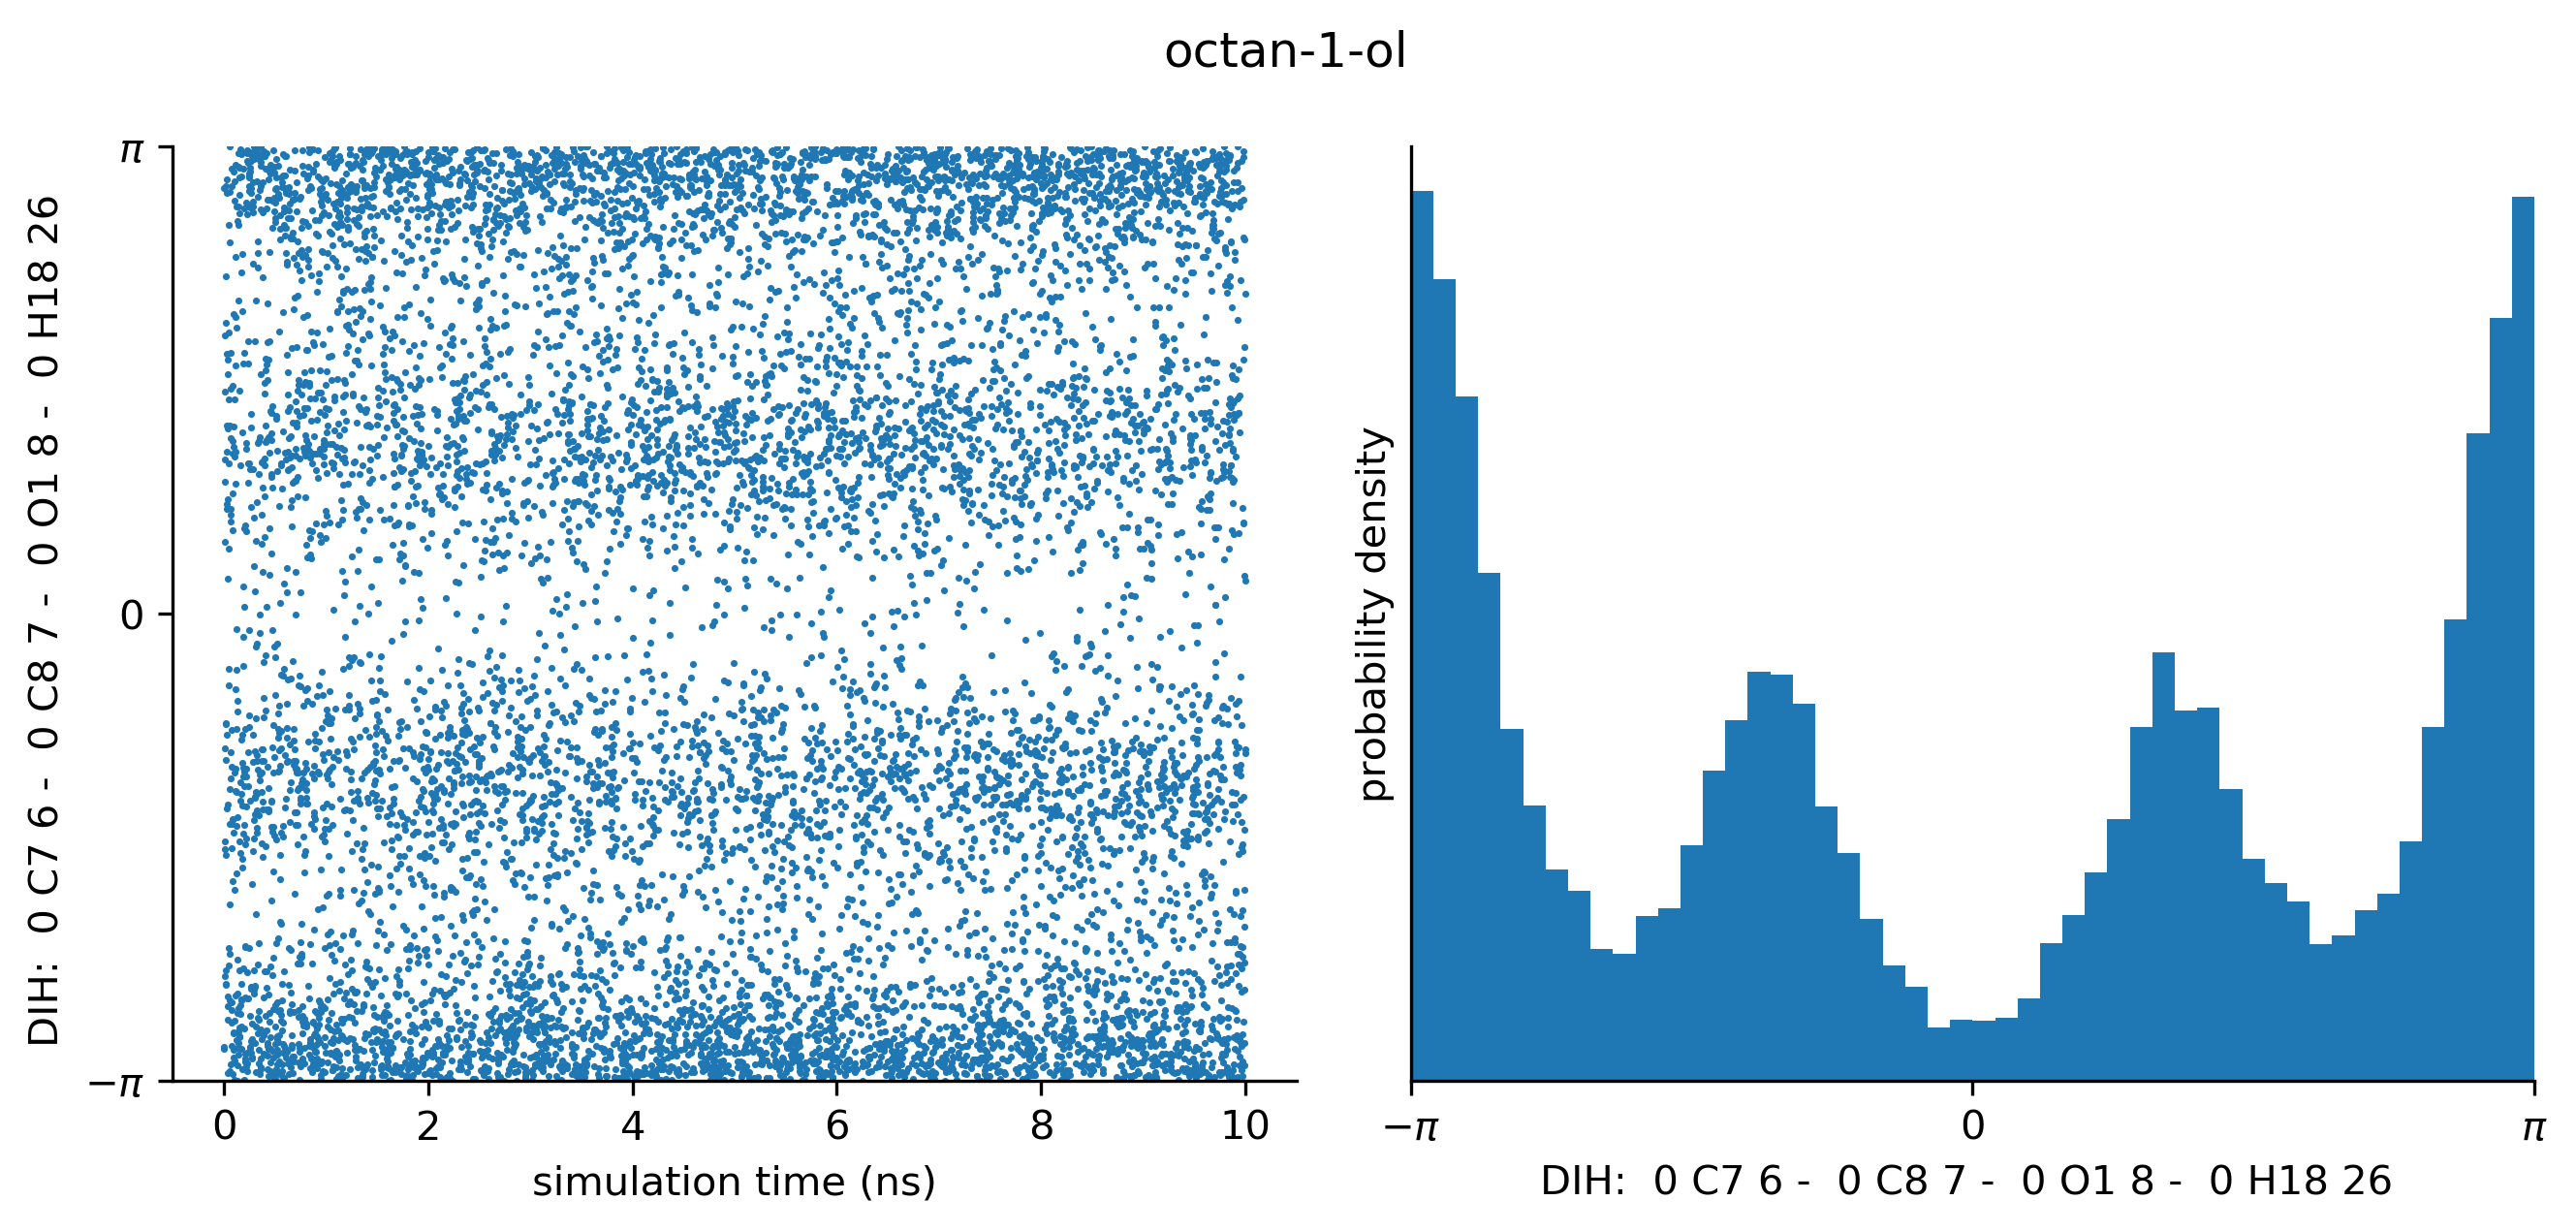 octan-1-ol
DIH:  0 C7 6 -  0 C8 7 -  0 O1 8 -  0 H18 26
π
0
−π
0 2 4 6 8 10
simulation time (ns)
probability density
−π 0 π
DIH:  0 C7 6 -  0 C8 7 -  0 O1 8 -  0 H18 26